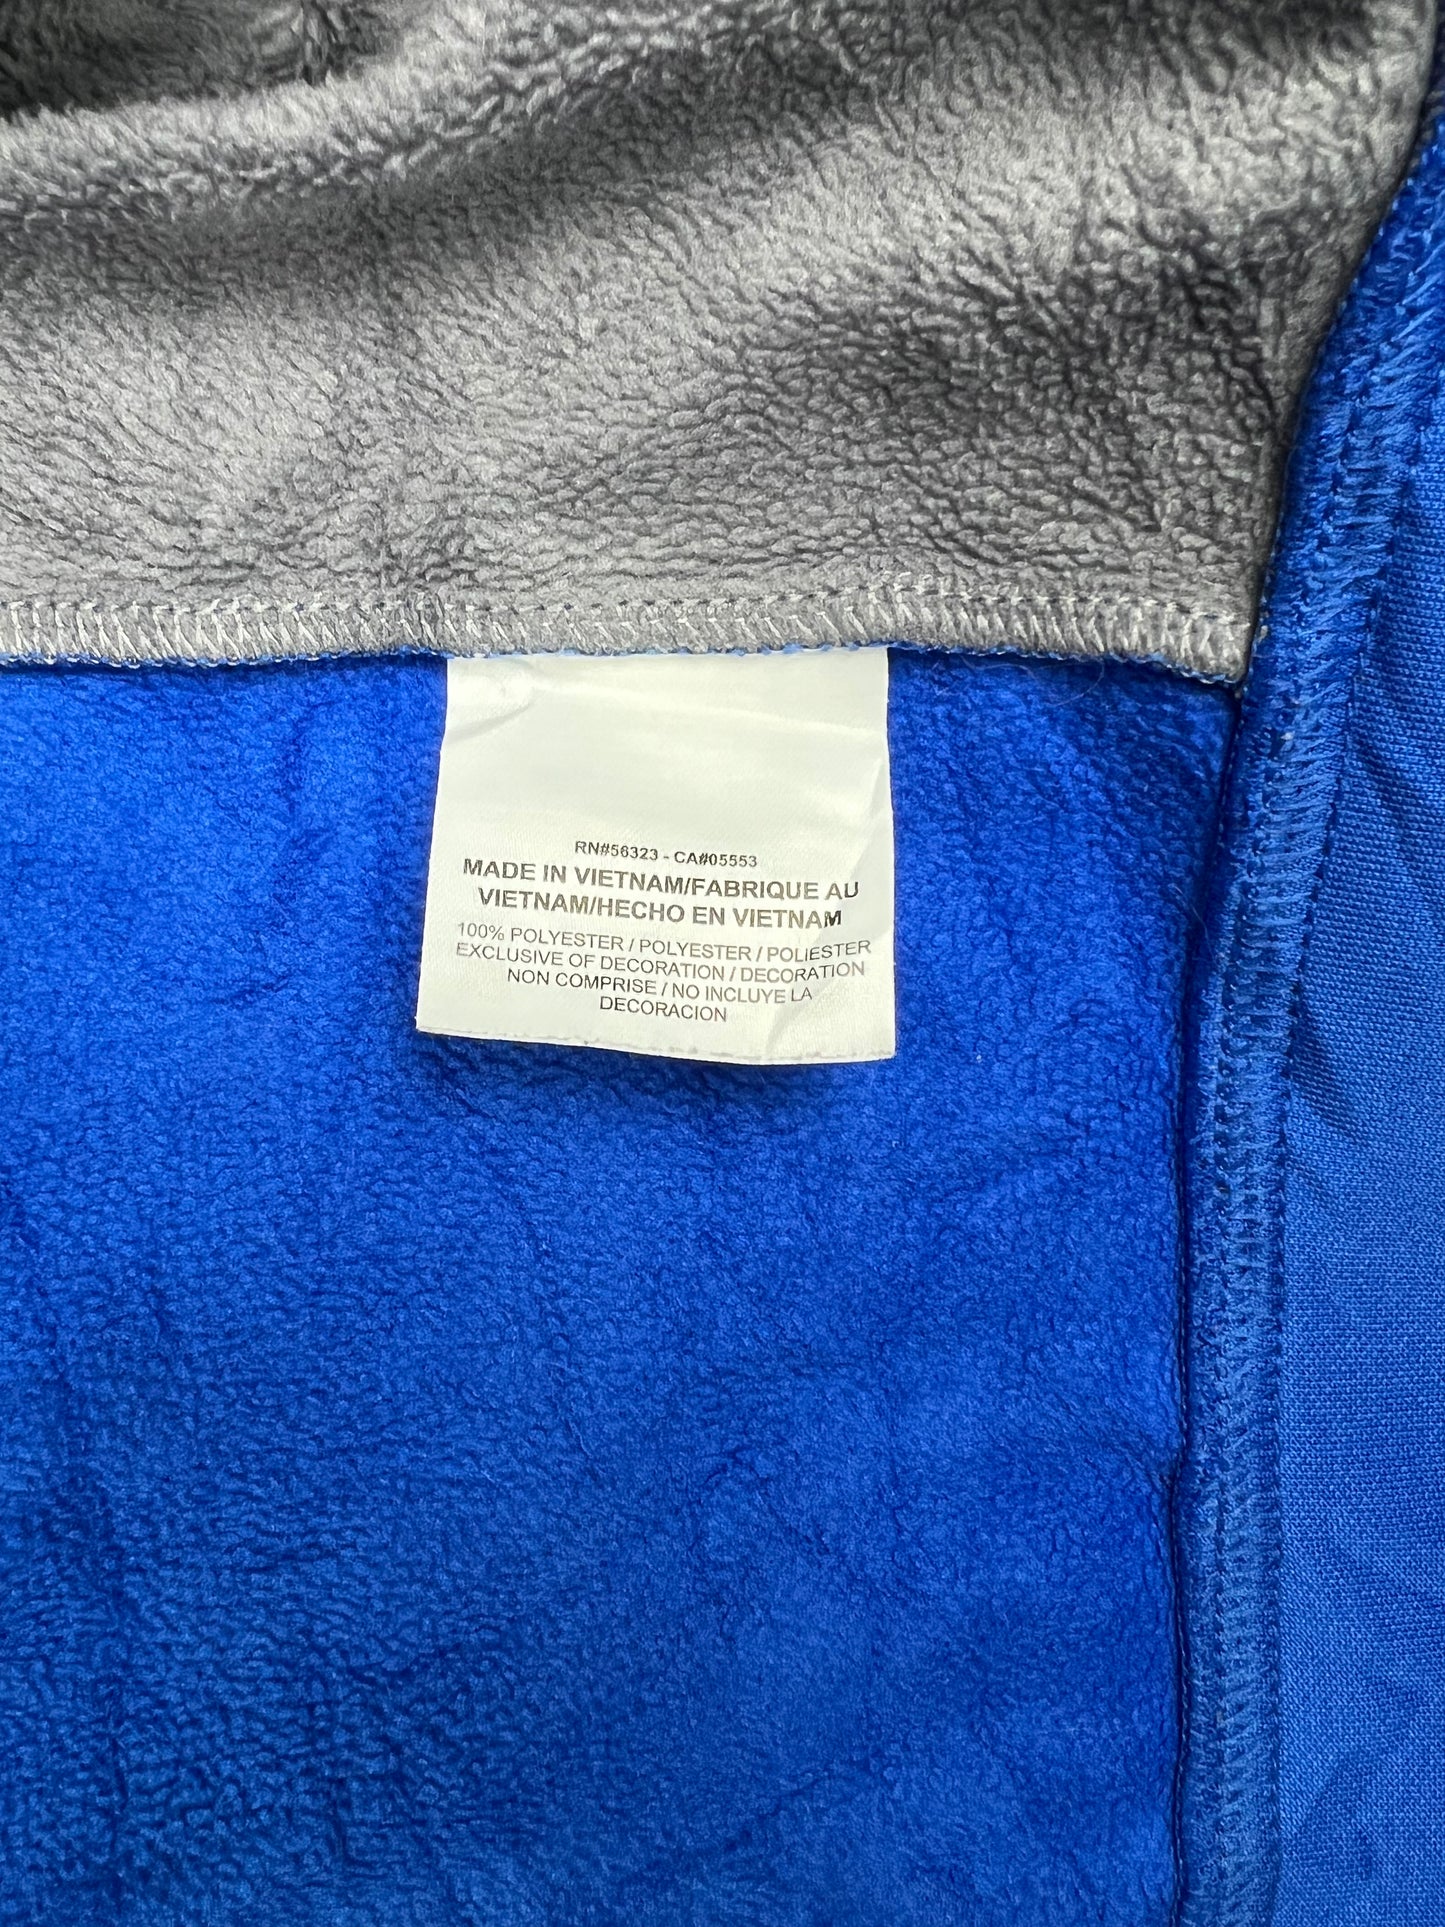 RN#56323 - CA#05553
MADE IN VIETNAM/FABRIQUE AU
VIETNAM/HECHO EN VIETNAM
100% POLYESTER / POLYESTER / POLIESTER
EXCLUSIVE OF DECORATION / DECORATION
NON COMPRISE / NO INCLUYE LA
DECORACION